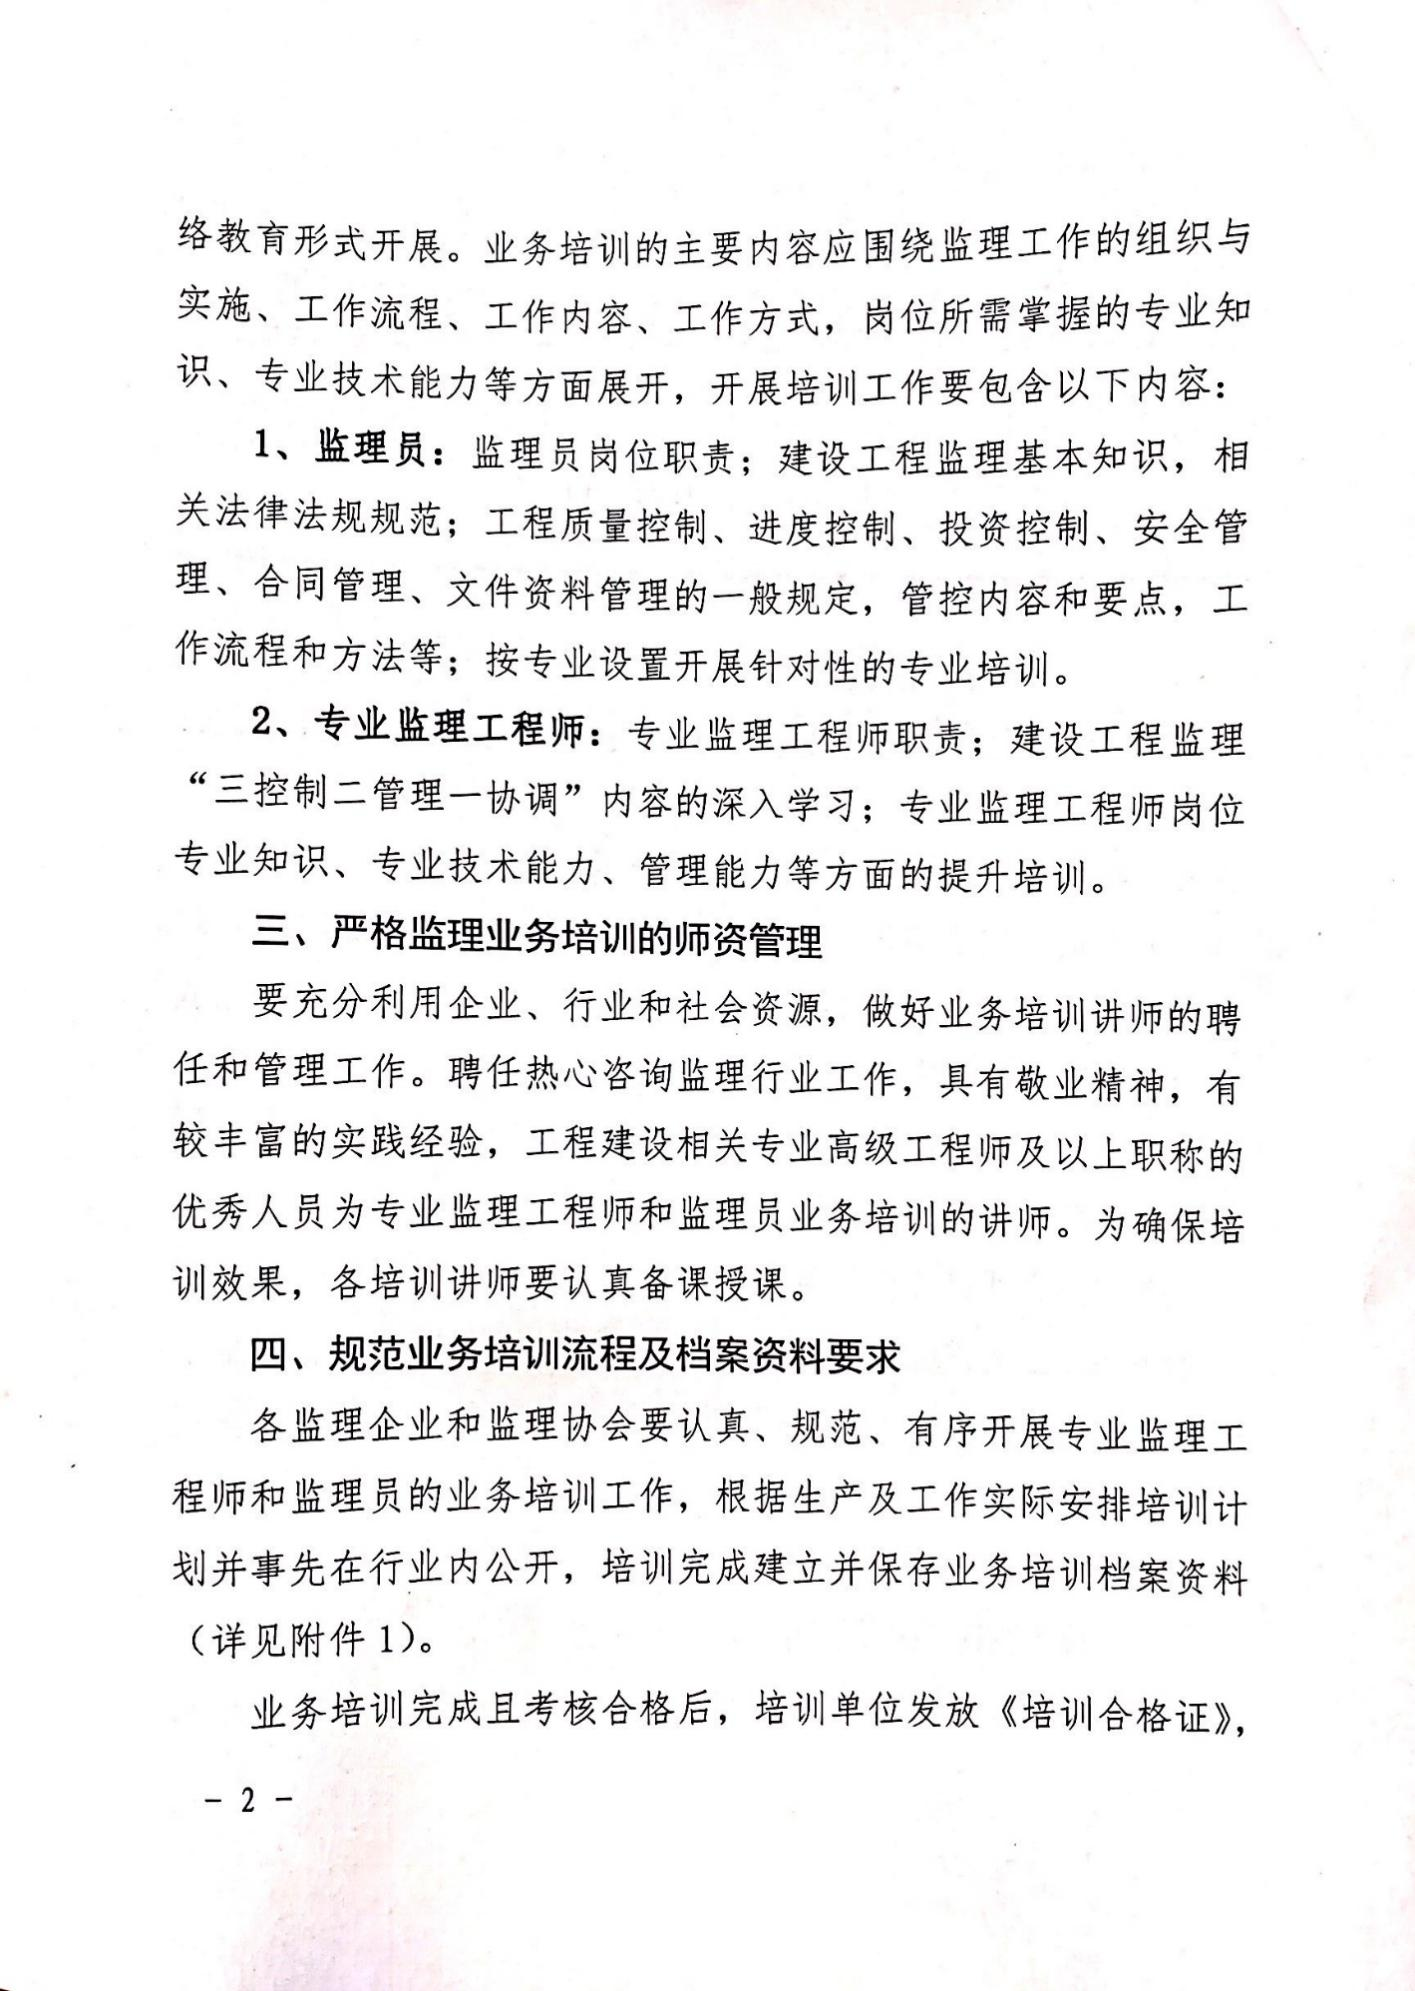 络教育形式开展。业务培训的主要内容应围绕监理工作的组织与
实施、工作流程、工作内容、工作方式，岗位所需掌握的专业知
识、专业技术能力等方面展开，开展培训工作要包含以下内容：
1、监理员：监理员岗位职责；建设工程监理基本知识，相
关法律法规规范；工程质量控制、进度控制、投资控制、安全管
理、合同管理、文件资料管理的一般规定，管控内容和要点，工
作流程和方法等；按专业设置开展针对性的专业培训。
2、专业监理工程师：专业监理工程师职责；建设工程监理
“三控制二管理一协调”内容的深入学习；专业监理工程师岗位
专业知识、专业技术能力、管理能力等方面的提升培训。
三、严格监理业务培训的师资管理
要充分利用企业、行业和社会资源，做好业务培训讲师的聘
任和管理工作。聘任热心咨询监理行业工作，具有敬业精神，有
较丰富的实践经验，工程建设相关专业高级工程师及以上职称的
优秀人员为专业监理工程师和监理员业务培训的讲师。为确保培
训效果，各培训讲师要认真备课授课。
四、规范业务培训流程及档案资料要求
各监理企业和监理协会要认真、规范、有序开展专业监理工
程师和监理员的业务培训工作，根据生产及工作实际安排培训计
划并事先在行业内公开，培训完成建立并保存业务培训档案资料
（详见附件1）。
业务培训完成且考核合格后，培训单位发放《培训合格证》，
- 2 -